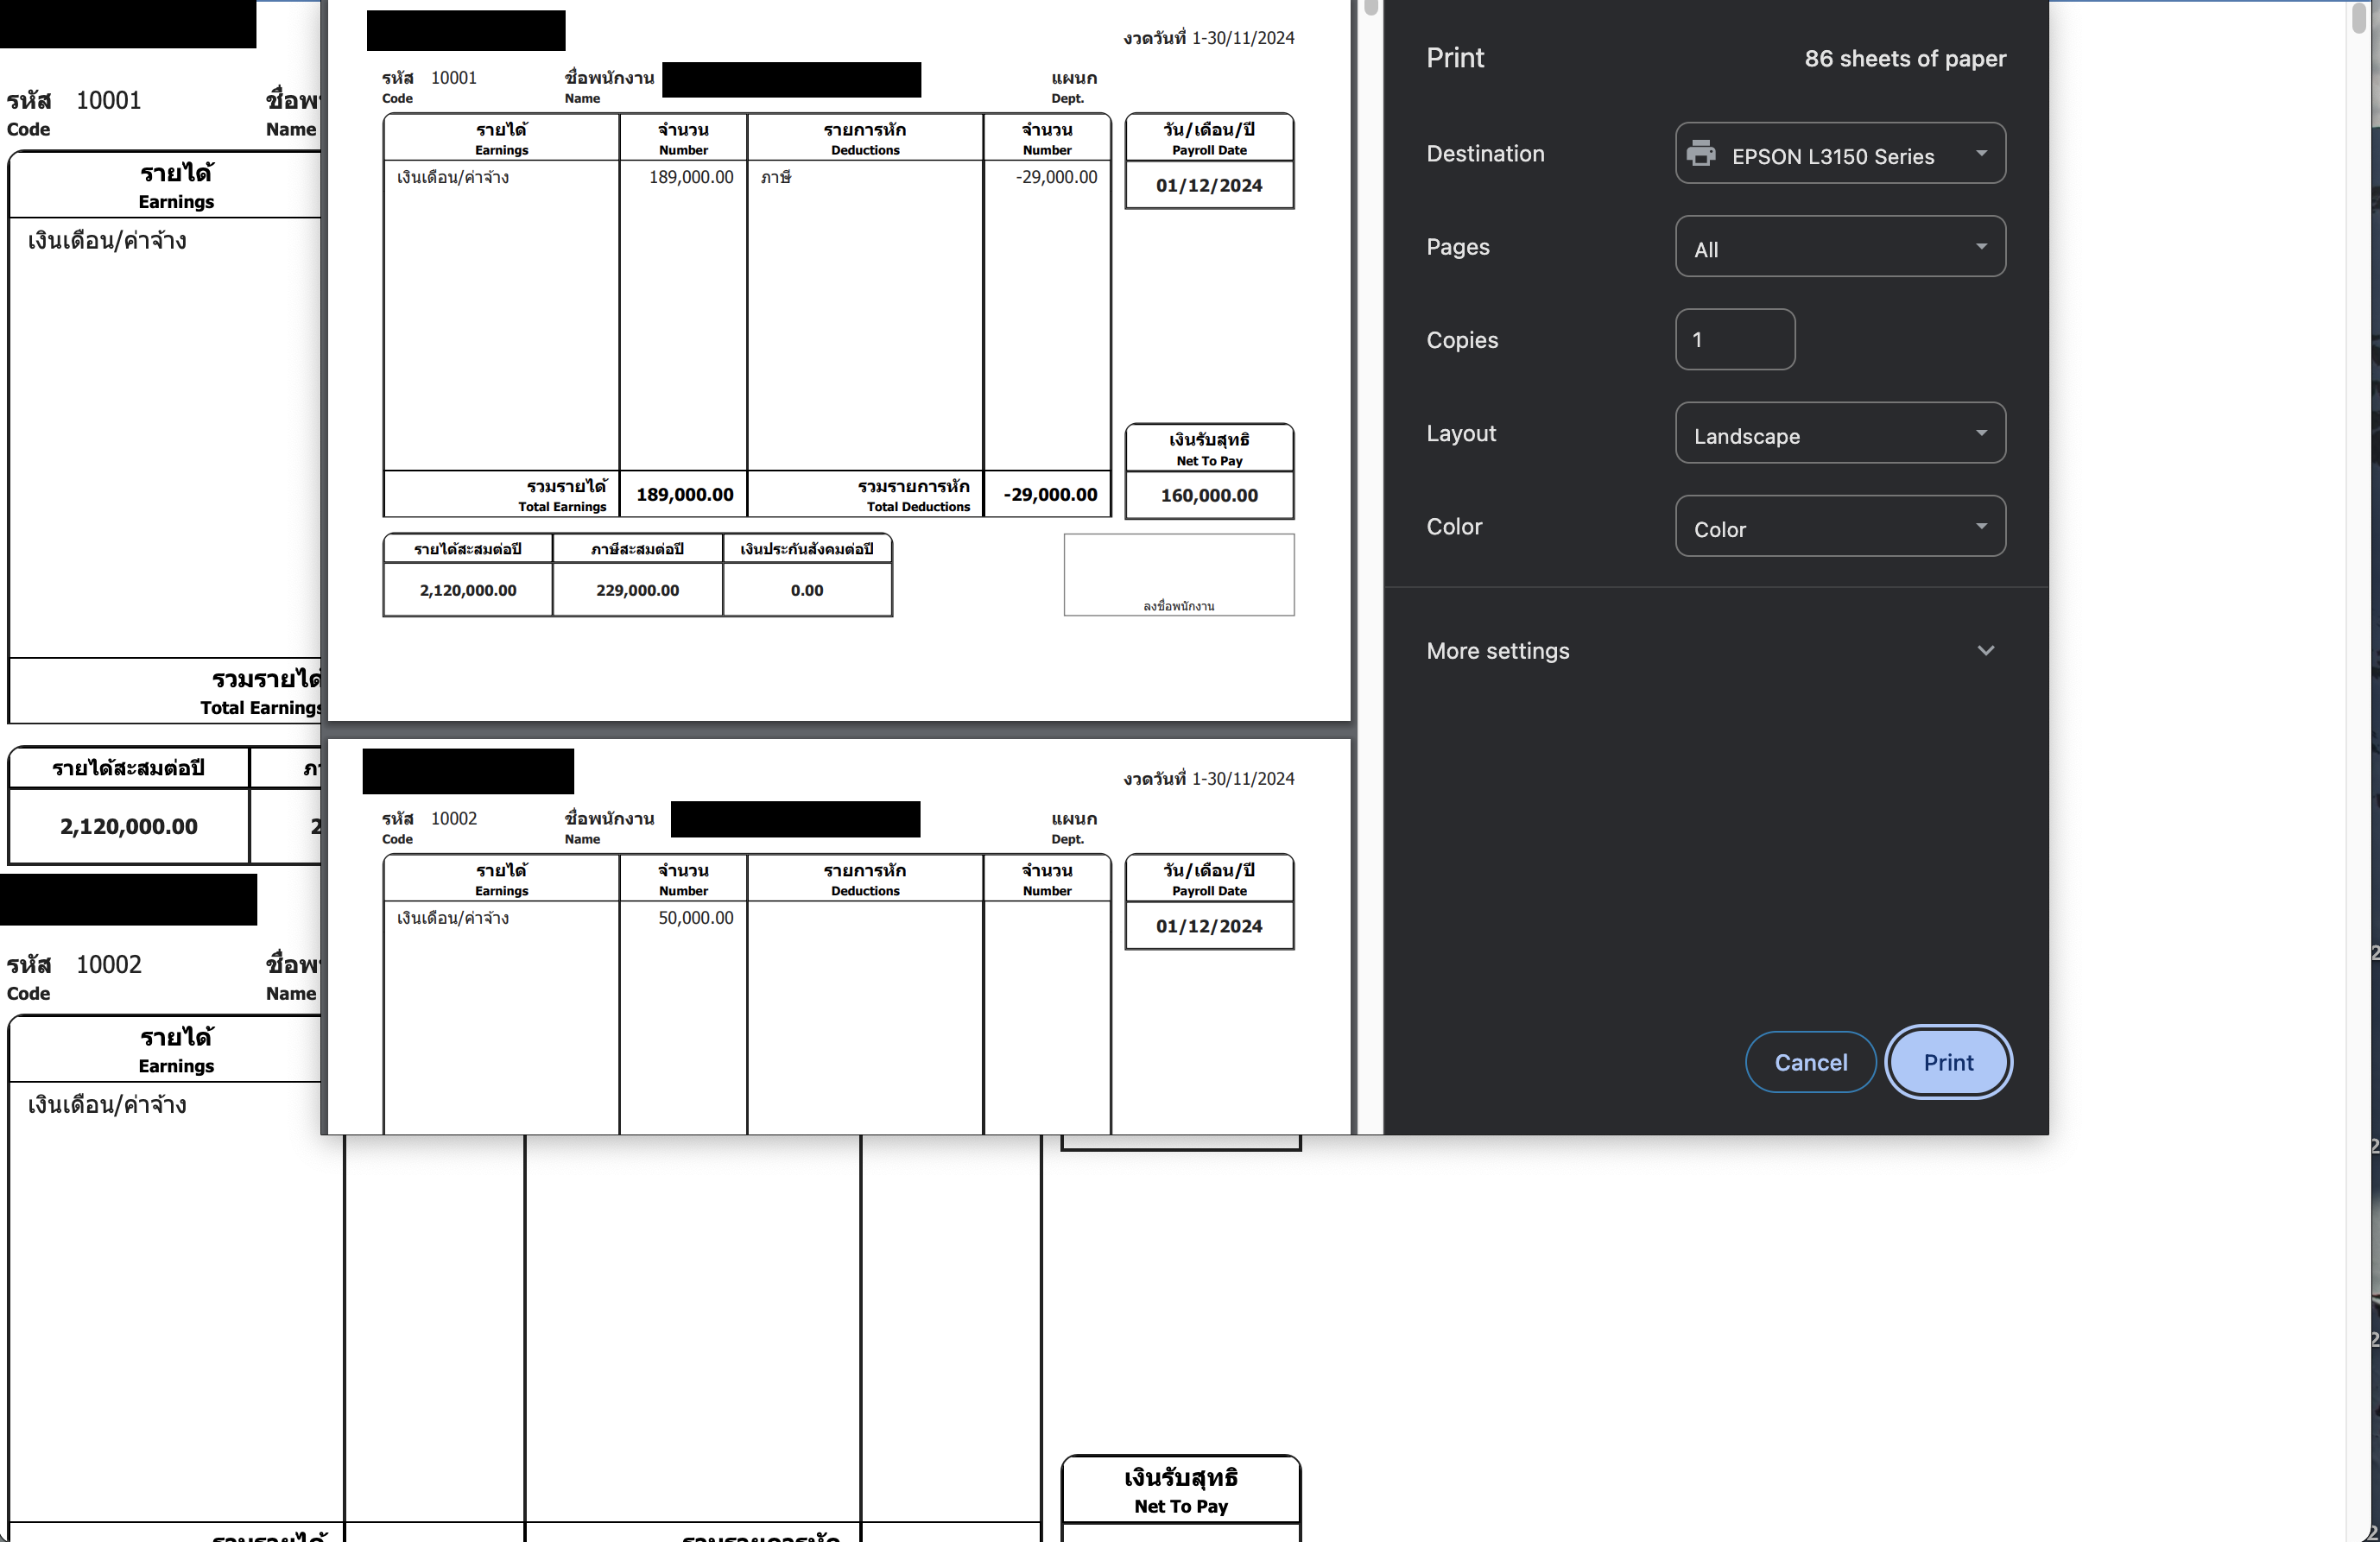 งวดวันที่ 1-30/11/2024
รหัส 10001 ชื่อพนักงาน แผนก
Code Name Dept.
รายได้ จำนวน รายการหัก จำนวน วัน/เดือน/ปี
Earnings Number Deductions Number Payroll Date
เงินเดือน/ค่าจ้าง 189,000.00 ภาษี -29,000.00 01/12/2024
เงินรับสุทธิ
Net To Pay
รวมรายได้ 189,000.00 รวมรายการหัก -29,000.00 160,000.00
Total Earnings Total Deductions
รายได้สะสมต่อปี ภาษีสะสมต่อปี เงินประกันสังคมต่อปี
2,120,000.00 229,000.00 0.00
ลงชื่อพนักงาน
งวดวันที่ 1-30/11/2024
รหัส 10002 ชื่อพนักงาน แผนก
Code Name Dept.
รายได้ จำนวน รายการหัก จำนวน วัน/เดือน/ปี
Earnings Number Deductions Number Payroll Date
เงินเดือน/ค่าจ้าง 50,000.00 01/12/2024
Print 86 sheets of paper
Destination EPSON L3150 Series
Pages All
Copies 1
Layout Landscape
Color Color
More settings
Cancel Print
รหัส 10001
Code Name
รายได้
Earnings
เงินเดือน/ค่าจ้าง
รวมรายได้
Total Earnings
รายได้สะสมต่อปี
2,120,000.00
รหัส 10002
Code Name
รายได้
Earnings
เงินเดือน/ค่าจ้าง
เงินรับสุทธิ
Net To Pay